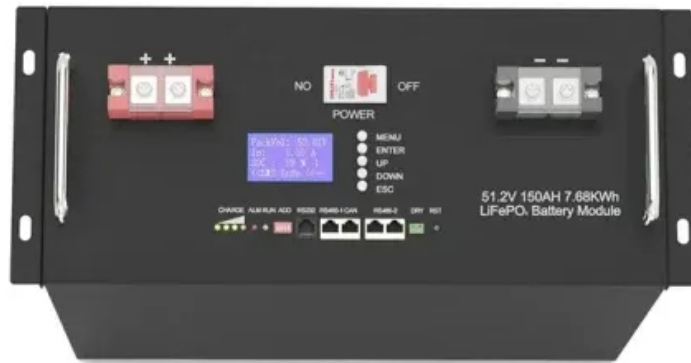 + +
- -
NO
OFF
POWER
MENU
ENTER
UP
DOWN
ESC
51.2V 150AH 7.68KWh
LiFePO₄ Battery Module
CHARGE ALM RUN ADD RS232 RS485-1 CAN RS485-2 DRY RST